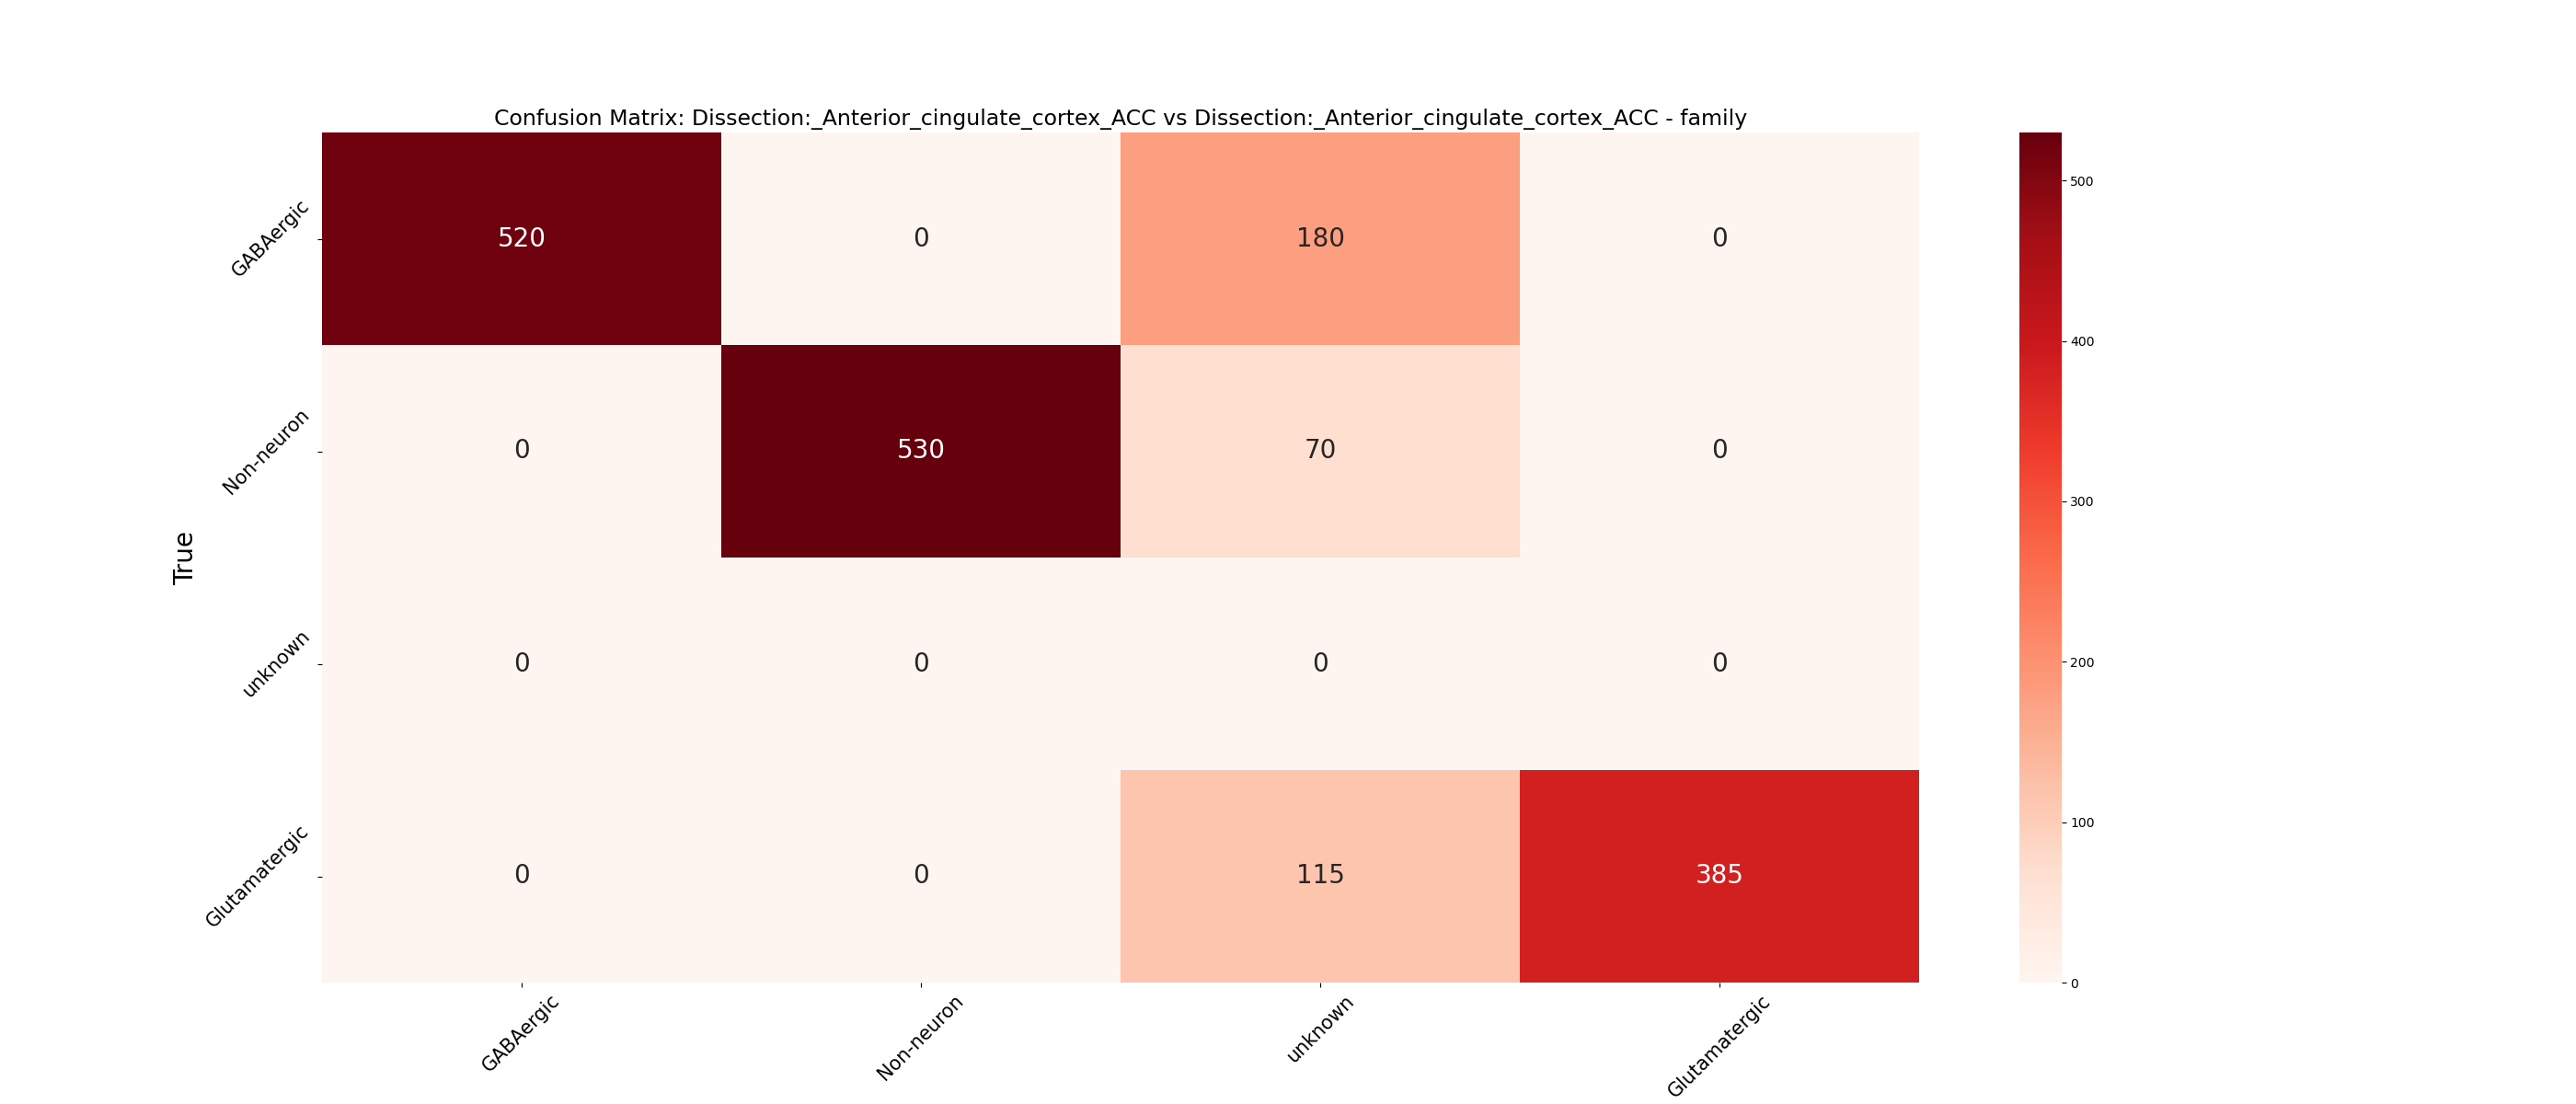 Confusion Matrix: Dissection:_Anterior_cingulate_cortex_ACC vs Dissection:_Anterior_cingulate_cortex_ACC - family
True
GABAergic
520 0 180 0
Non-neuron
0 530 70 0
unknown
0 0 0 0
Glutamatergic
0 0 115 385
GABAergic Non-neuron unknown Glutamatergic
500
400
300
200
100
0